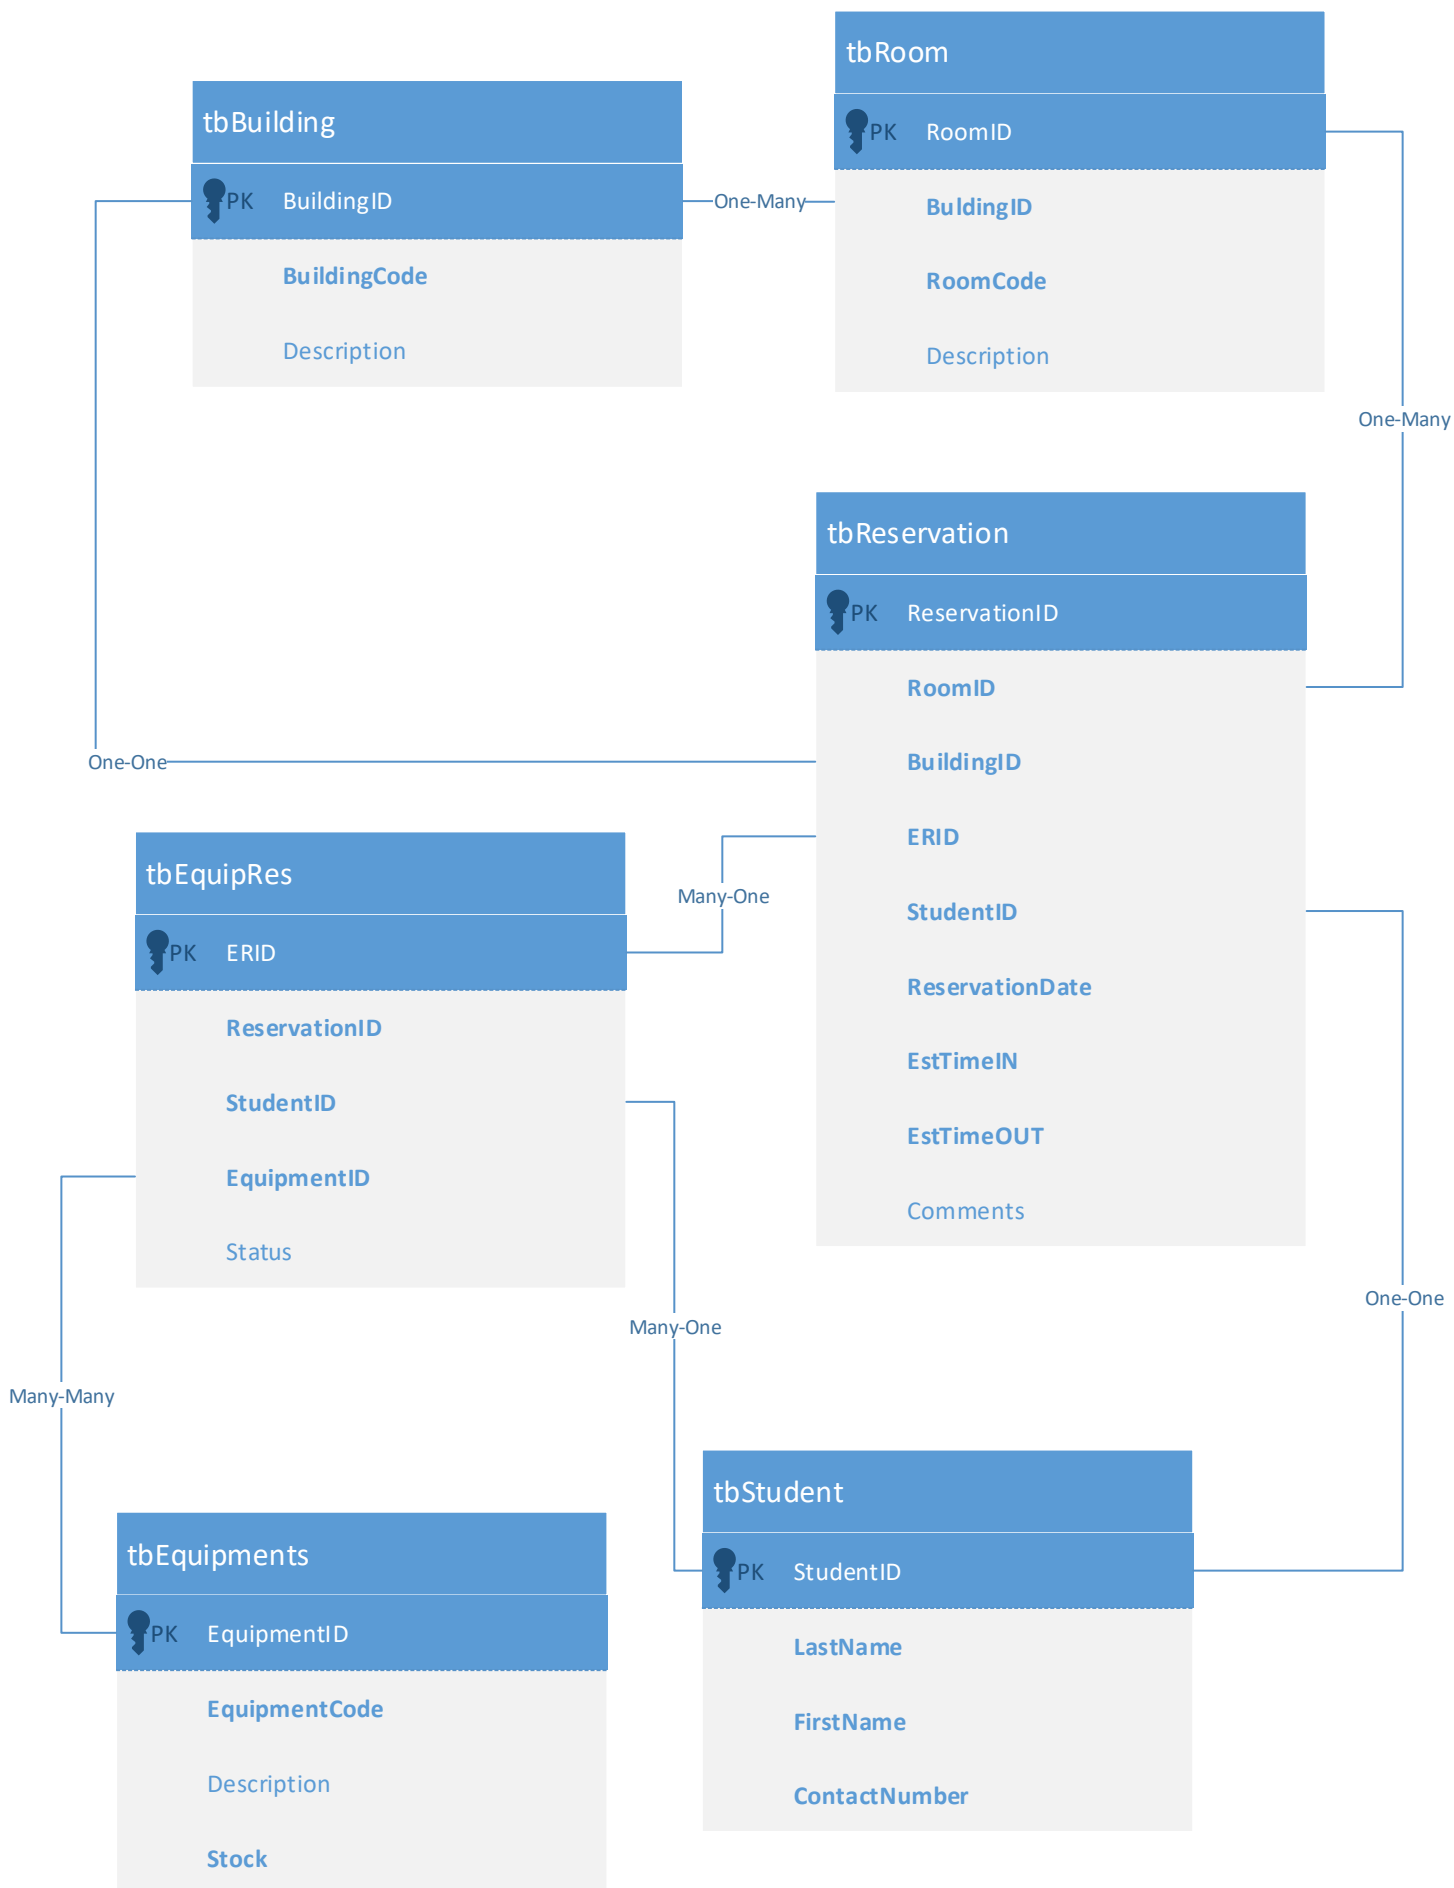 tbRoom
PK RoomID
BuldingID
RoomCode
Description
tbBuilding
PK BuildingID
BuildingCode
Description
One-Many
One-Many
tbReservation
PK ReservationID
RoomID
BuildingID
ERID
StudentID
ReservationDate
EstTimeIN
EstTimeOUT
Comments
One-One
tbEquipRes
PK ERID
ReservationID
StudentID
EquipmentID
Status
Many-One
One-One
Many-One
Many-Many
tbStudent
PK StudentID
LastName
FirstName
ContactNumber
tbEquipments
PK EquipmentID
EquipmentCode
Description
Stock